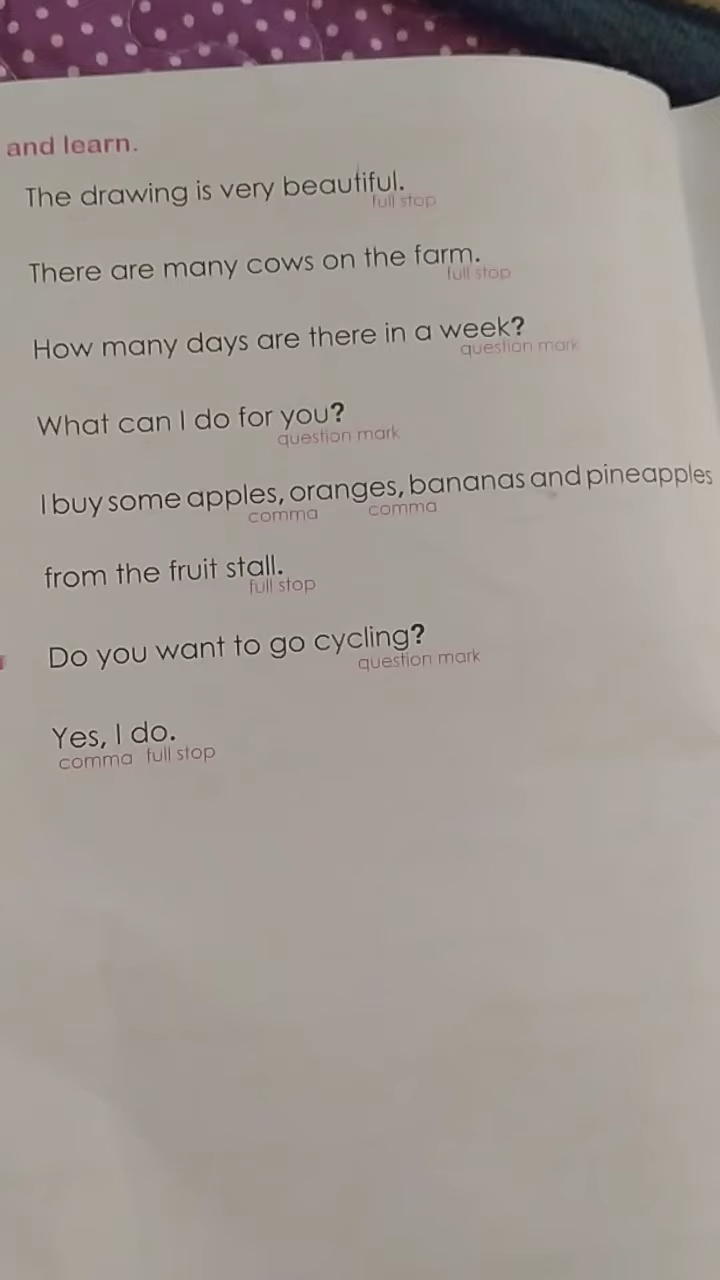 and learn.
The drawing is very beautiful.
full stop
There are many cows on the farm.
full stop
How many days are there in a week?
question mark
What can I do for you?
question mark
I buy some apples, oranges, bananas and pineapples
comma comma
from the fruit stall.
full stop
Do you want to go cycling?
question mark
Yes, I do.
comma full stop